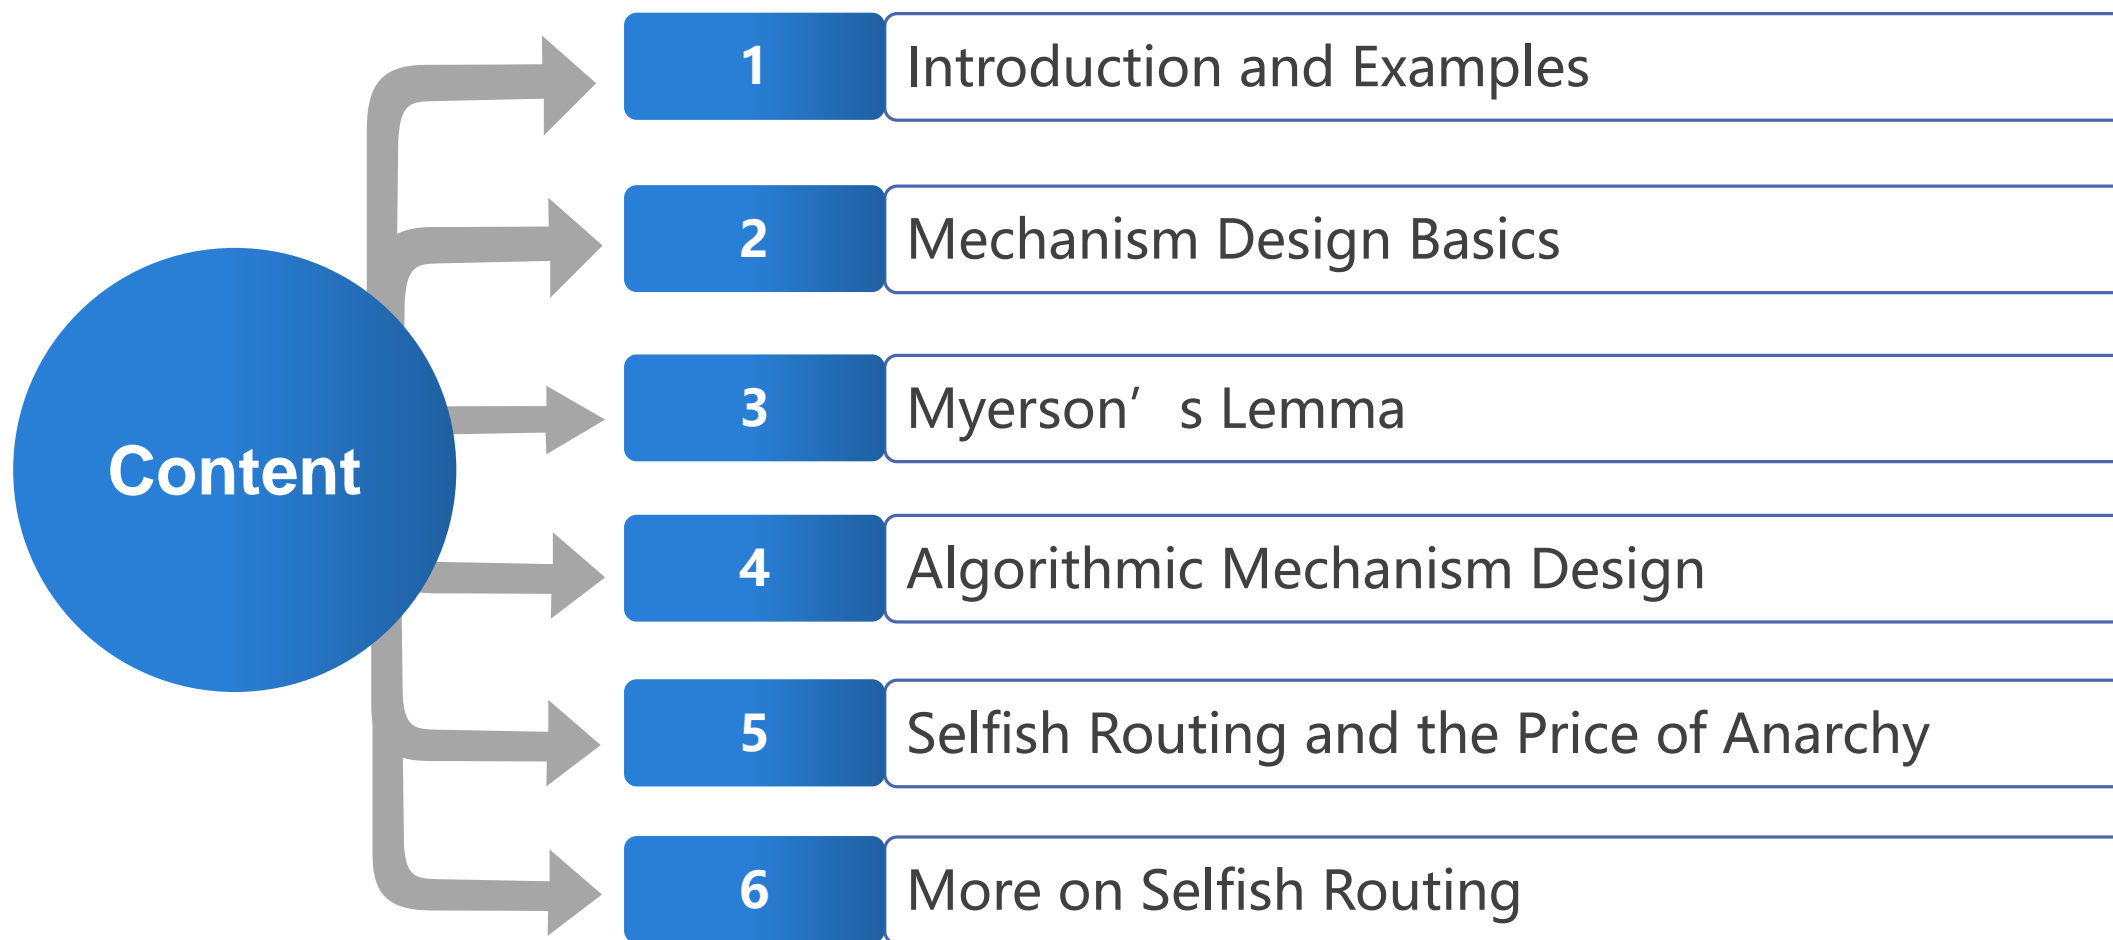 Content
1 Introduction and Examples
2 Mechanism Design Basics
3 Myerson’s Lemma
4 Algorithmic Mechanism Design
5 Selfish Routing and the Price of Anarchy
6 More on Selfish Routing